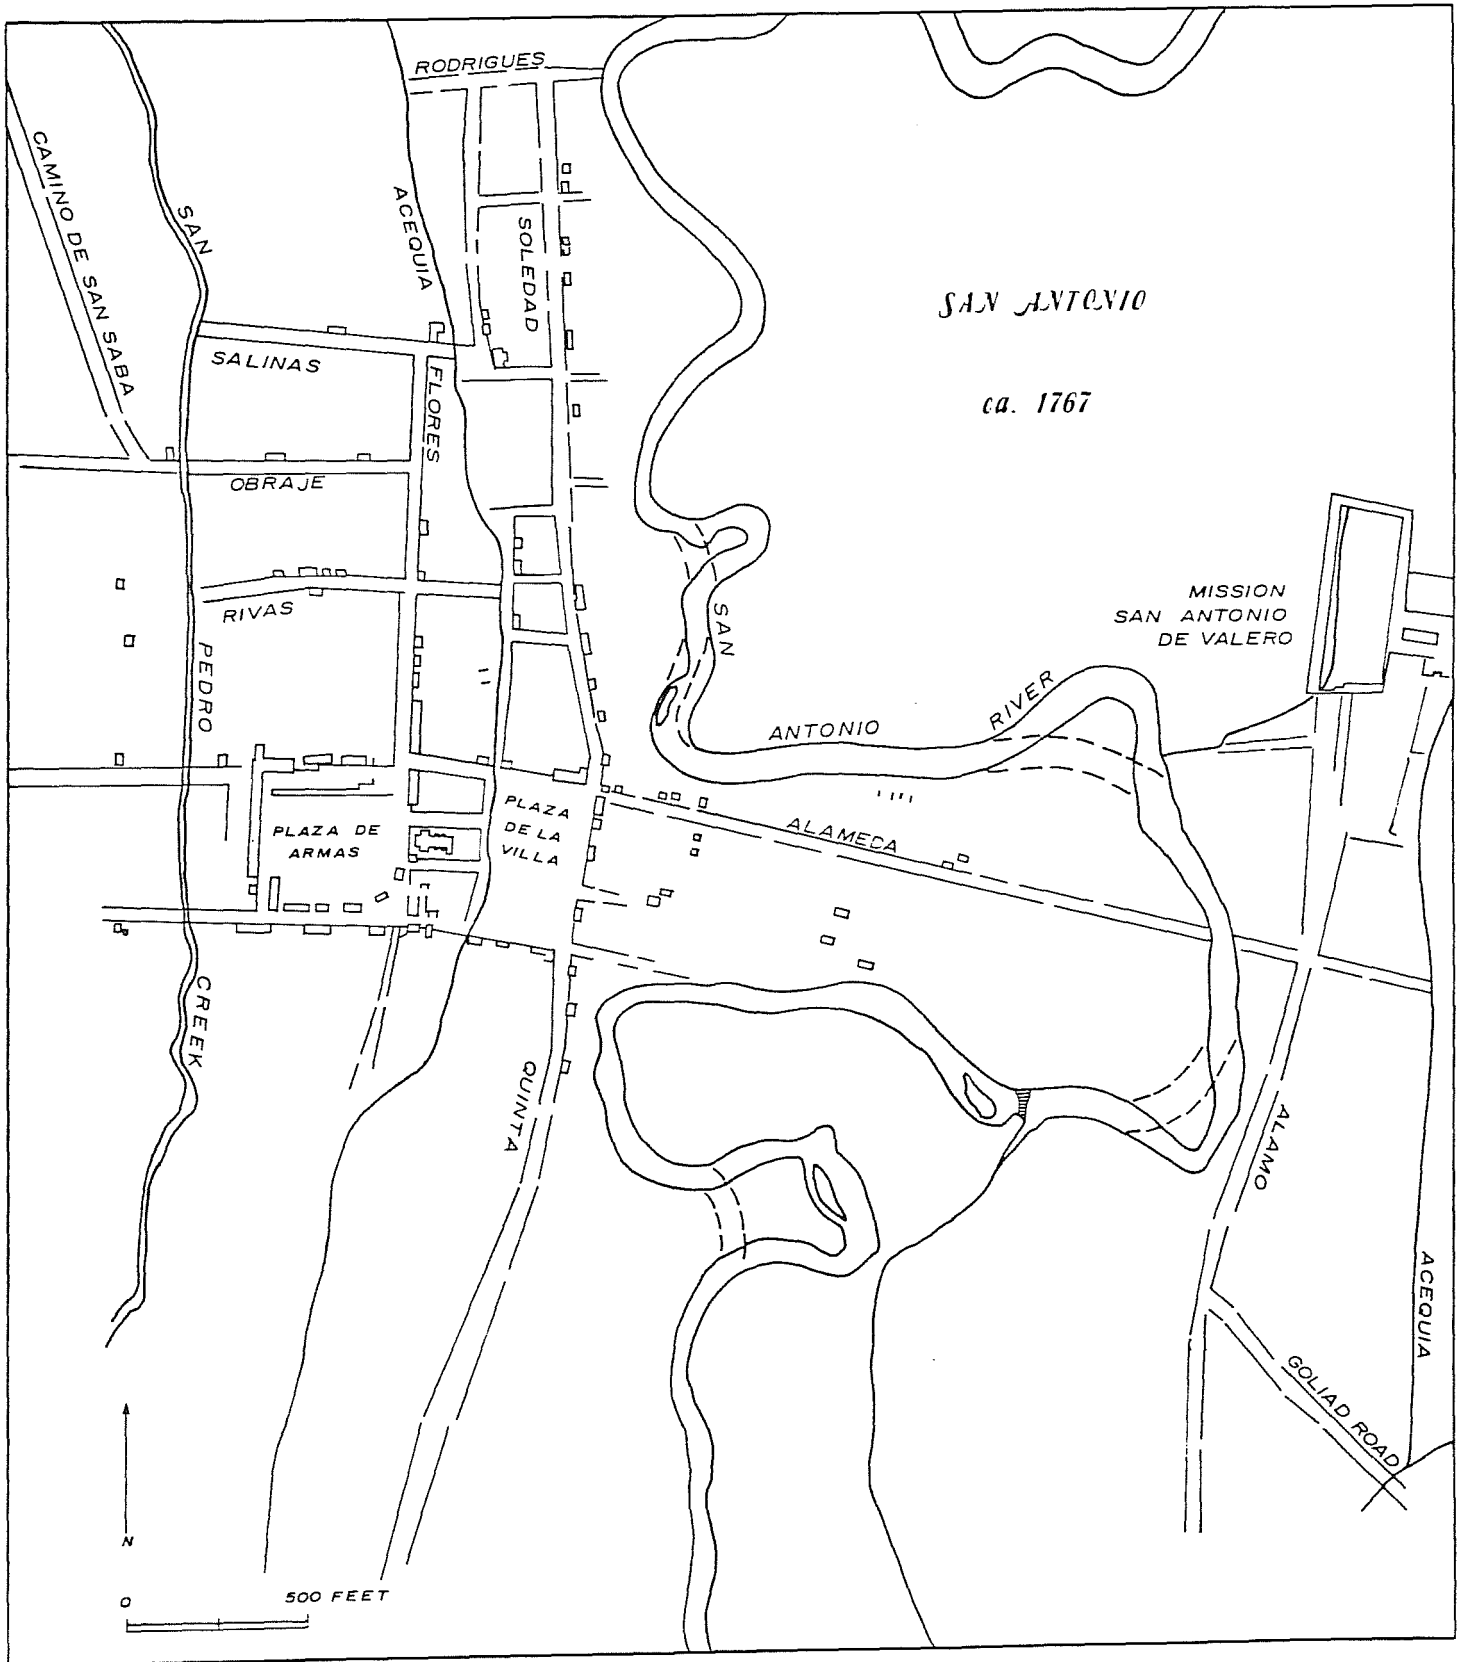 RODRIGUES
CAMINO DE SAN SABA
SAN
ACEQUIA
SOLEDAD
SAN ANTONIO
ca. 1767
SALINAS
FLORES
OBRAJE
RIVAS
PEDRO
SAN
MISSION
SAN ANTONIO
DE VALERO
ANTONIO
RIVER
PLAZA DE
ARMAS
PLAZA
DE LA
VILLA
ALAMEDA
CREEK
QUINTA
ALAMO
ACEQUIA
GOLIAD ROAD
N
0
500 FEET